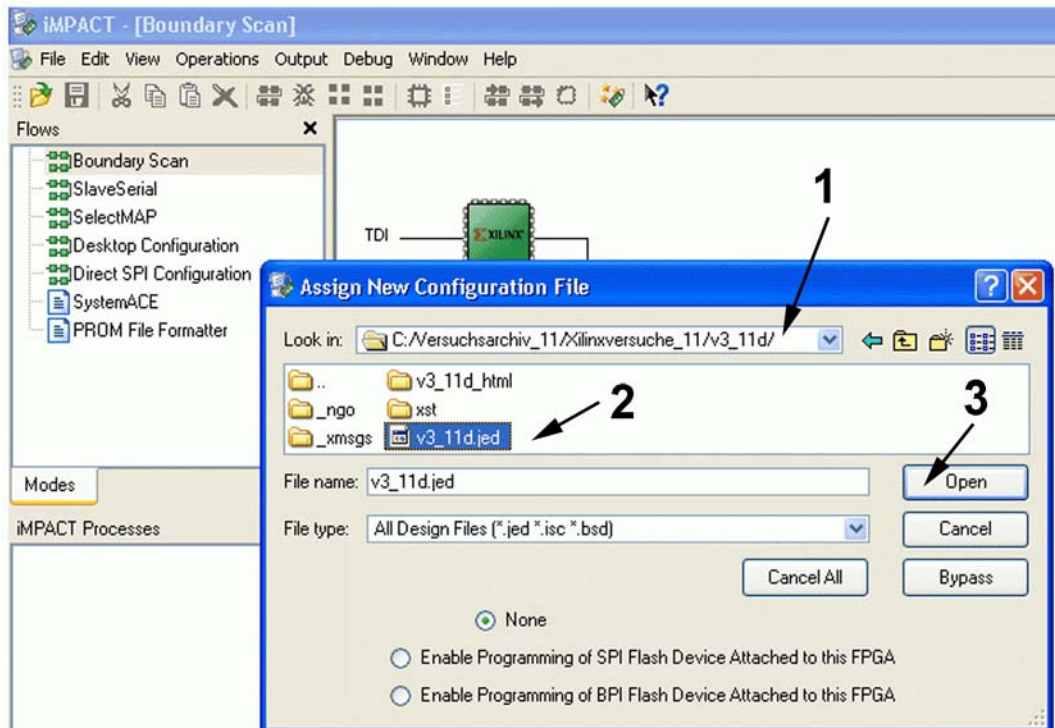 iMPACT - [Boundary Scan]
File Edit View Operations Output Debug Window Help
Flows
Boundary Scan
SlaveSerial
SelectMAP
Desktop Configuration
Direct SPI Configuration
SystemACE
PROM File Formatter
Modes
iMPACT Processes
TDI
XILINX
1
Assign New Configuration File
Look in: C:/Versuchsarchiv_11/Xilinxversuche_11/v3_11d/
.. v3_11d_html
_ngo xst
_xmsgs v3_11d.jed
2
3
File name: v3_11d.jed Open
File type: All Design Files (*.jed *.isc *.bsd) Cancel
Cancel All Bypass
None
Enable Programming of SPI Flash Device Attached to this FPGA
Enable Programming of BPI Flash Device Attached to this FPGA